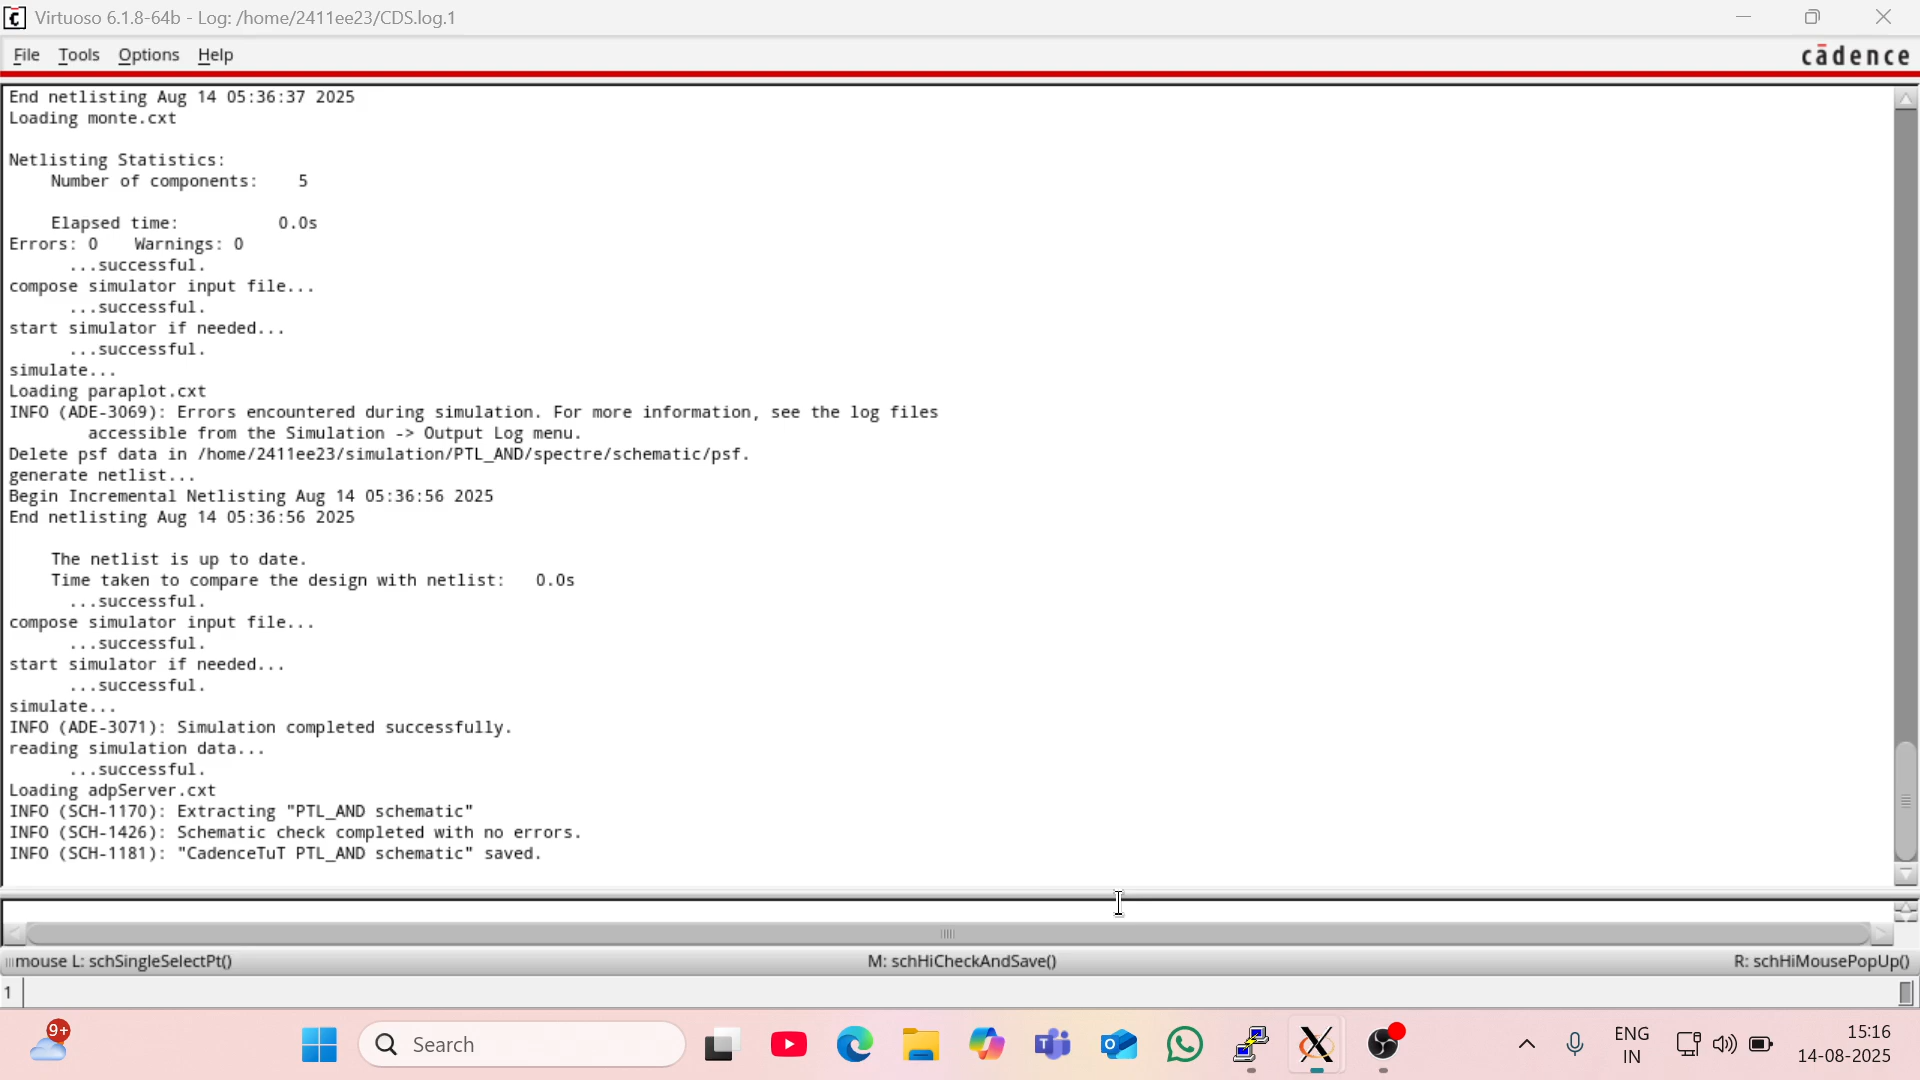 Virtuoso 6.1.8-64b - Log: /home/2411ee23/CDS.log.1
File Tools Options Help
cādence
End netlisting Aug 14 05:36:37 2025
Loading monte.cxt
Netlisting Statistics:
Number of components: 5
Elapsed time: 0.0s
Errors: 0 Warnings: 0
...successful.
compose simulator input file...
...successful.
start simulator if needed...
...successful.
simulate...
Loading paraplot.cxt
INFO (ADE-3069): Errors encountered during simulation. For more information, see the log files
accessible from the Simulation -> Output Log menu.
Delete psf data in /home/2411ee23/simulation/PTL_AND/spectre/schematic/psf.
generate netlist...
Begin Incremental Netlisting Aug 14 05:36:56 2025
End netlisting Aug 14 05:36:56 2025
The netlist is up to date.
Time taken to compare the design with netlist: 0.0s
...successful.
compose simulator input file...
...successful.
start simulator if needed...
...successful.
simulate...
INFO (ADE-3071): Simulation completed successfully.
reading simulation data...
...successful.
Loading adpServer.cxt
INFO (SCH-1170): Extracting "PTL_AND schematic"
INFO (SCH-1426): Schematic check completed with no errors.
INFO (SCH-1181): "CadenceTuT PTL_AND schematic" saved.
mouse L: schSingleSelectPt() M: schHiCheckAndSave() R: schHiMousePopUp()
1
9+
Search
ENG
IN
15:16
14-08-2025